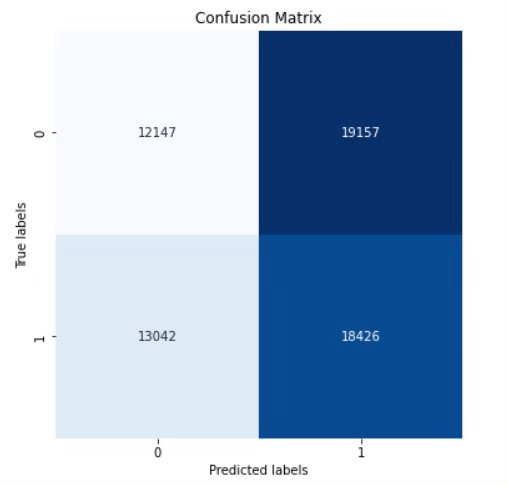 Confusion Matrix
True labels
0
12147
19157
1
13042
18426
0
1
Predicted labels